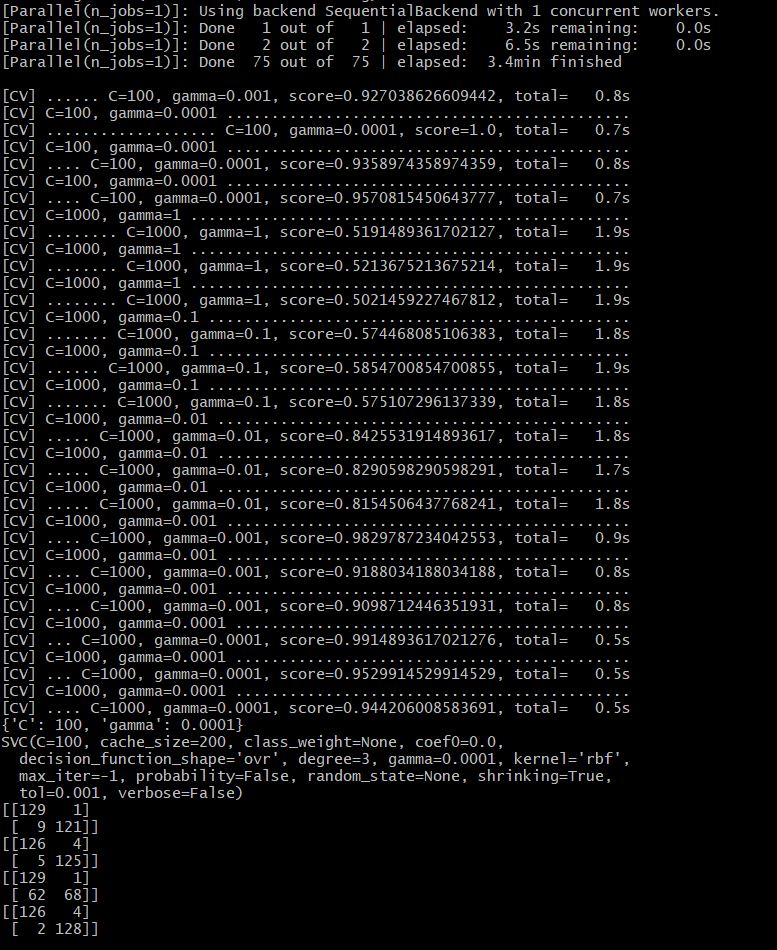 [Parallel(n_jobs=1)]: Using backend SequentialBackend with 1 concurrent workers.
[Parallel(n_jobs=1)]: Done   1 out of   1 | elapsed:    3.2s remaining:    0.0s
[Parallel(n_jobs=1)]: Done   2 out of   2 | elapsed:    6.5s remaining:    0.0s
[Parallel(n_jobs=1)]: Done  75 out of  75 | elapsed:  3.4min finished
[CV] ...... C=100, gamma=0.001, score=0.927038626609442, total=   0.8s
[CV] C=100, gamma=0.0001 .............................................
[CV] ................... C=100, gamma=0.0001, score=1.0, total=   0.7s
[CV] C=100, gamma=0.0001 .............................................
[CV] .... C=100, gamma=0.0001, score=0.9358974358974359, total=   0.8s
[CV] C=100, gamma=0.0001 .............................................
[CV] .... C=100, gamma=0.0001, score=0.9570815450643777, total=   0.7s
[CV] C=1000, gamma=1 .................................................
[CV] ........ C=1000, gamma=1, score=0.5191489361702127, total=   1.9s
[CV] C=1000, gamma=1 .................................................
[CV] ........ C=1000, gamma=1, score=0.5213675213675214, total=   1.9s
[CV] C=1000, gamma=1 .................................................
[CV] ........ C=1000, gamma=1, score=0.5021459227467812, total=   1.9s
[CV] C=1000, gamma=0.1 ...............................................
[CV] ....... C=1000, gamma=0.1, score=0.574468085106383, total=   1.8s
[CV] C=1000, gamma=0.1 ...............................................
[CV] ...... C=1000, gamma=0.1, score=0.5854700854700855, total=   1.9s
[CV] C=1000, gamma=0.1 ...............................................
[CV] ....... C=1000, gamma=0.1, score=0.575107296137339, total=   1.8s
[CV] C=1000, gamma=0.01 ..............................................
[CV] ..... C=1000, gamma=0.01, score=0.8425531914893617, total=   1.8s
[CV] C=1000, gamma=0.01 ..............................................
[CV] ..... C=1000, gamma=0.01, score=0.8290598290598291, total=   1.7s
[CV] C=1000, gamma=0.01 ..............................................
[CV] ..... C=1000, gamma=0.01, score=0.8154506437768241, total=   1.8s
[CV] C=1000, gamma=0.001 .............................................
[CV] .... C=1000, gamma=0.001, score=0.9829787234042553, total=   0.9s
[CV] C=1000, gamma=0.001 .............................................
[CV] .... C=1000, gamma=0.001, score=0.9188034188034188, total=   0.8s
[CV] C=1000, gamma=0.001 .............................................
[CV] .... C=1000, gamma=0.001, score=0.9098712446351931, total=   0.8s
[CV] C=1000, gamma=0.0001 ............................................
[CV] ... C=1000, gamma=0.0001, score=0.9914893617021276, total=   0.5s
[CV] C=1000, gamma=0.0001 ............................................
[CV] ... C=1000, gamma=0.0001, score=0.9529914529914529, total=   0.5s
[CV] C=1000, gamma=0.0001 ............................................
[CV] .... C=1000, gamma=0.0001, score=0.944206008583691, total=   0.5s
{'C': 100, 'gamma': 0.0001}
SVC(C=100, cache_size=200, class_weight=None, coef0=0.0,
  decision_function_shape='ovr', degree=3, gamma=0.0001, kernel='rbf',
  max_iter=-1, probability=False, random_state=None, shrinking=True,
  tol=0.001, verbose=False)
[[129   1]
 [  9 121]]
[[126   4]
 [  5 125]]
[[129   1]
 [ 62  68]]
[[126   4]
 [  2 128]]